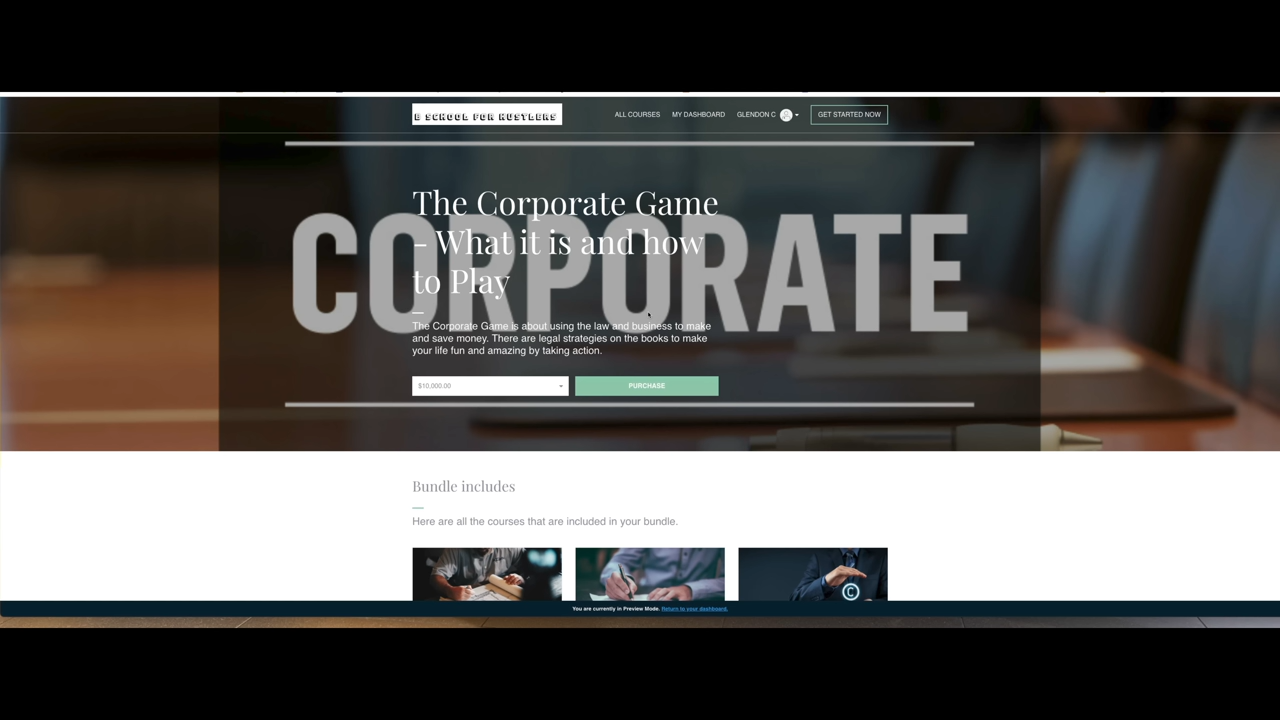 B SCHOOL FOR HUSTLERS
ALL COURSES
MY DASHBOARD
GLENDON C
GET STARTED NOW
CORPORATE
The Corporate Game
– What it is and how
to Play
The Corporate Game is about using the law and business to make
and save money. There are legal strategies on the books to make
your life fun and amazing by taking action.
$10,000.00
PURCHASE
Bundle includes
Here are all the courses that are included in your bundle.
©
You are currently in Preview Mode. Return to your dashboard.